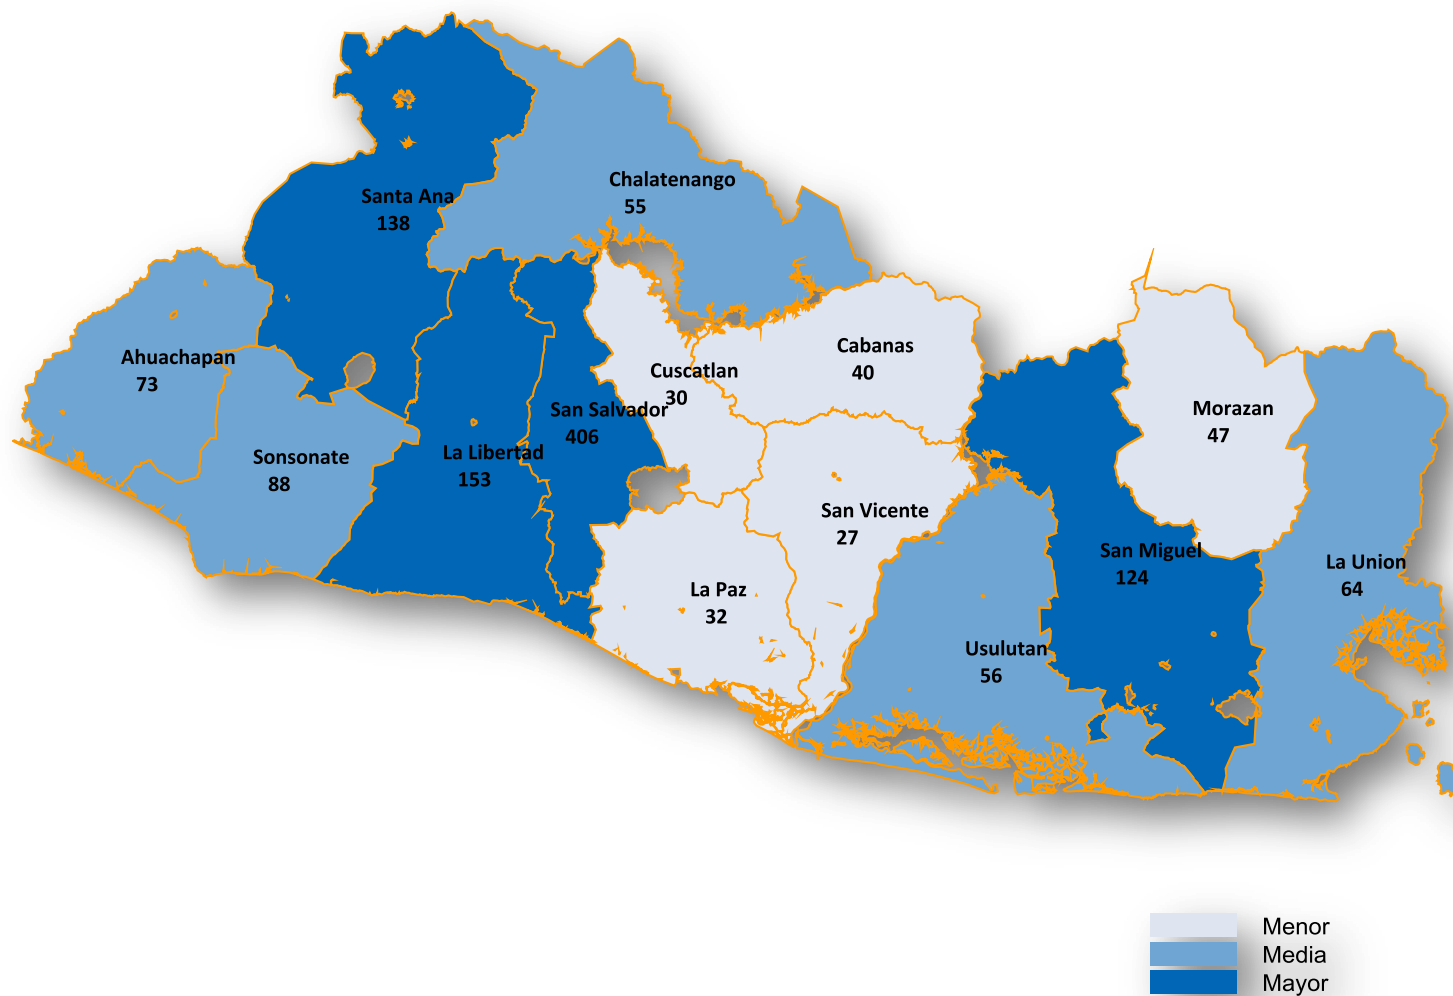 Chalatenango
55
Santa Ana
138
Ahuachapan
73
Cabanas
40
Cuscatlan
30
San Salvador
406
Morazan
47
La Libertad
153
Sonsonate
88
San Vicente
27
San Miguel
124
La Union
64
La Paz
32
Usulutan
56
Menor
Media
Mayor